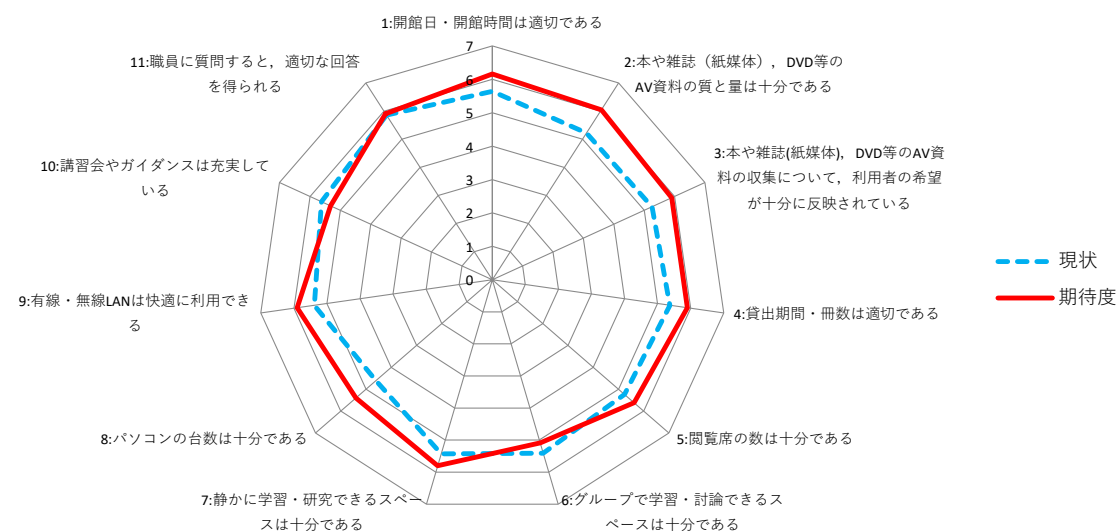 1:開館日・開館時間は適切である
2:本や雑誌（紙媒体），DVD等の
AV資料の質と量は十分である
3:本や雑誌(紙媒体)，DVD等のAV資
料の収集について，利用者の希望
が十分に反映されている
4:貸出期間・冊数は適切である
5:閲覧席の数は十分である
6:グループで学習・討論できるス
ペースは十分である
7:静かに学習・研究できるスペー
スは十分である
8:パソコンの台数は十分である
9:有線・無線LANは快適に利用でき
る
10:講習会やガイダンスは充実して
いる
11:職員に質問すると，適切な回答
を得られる
7
6
5
4
3
2
1
0
現状
期待度